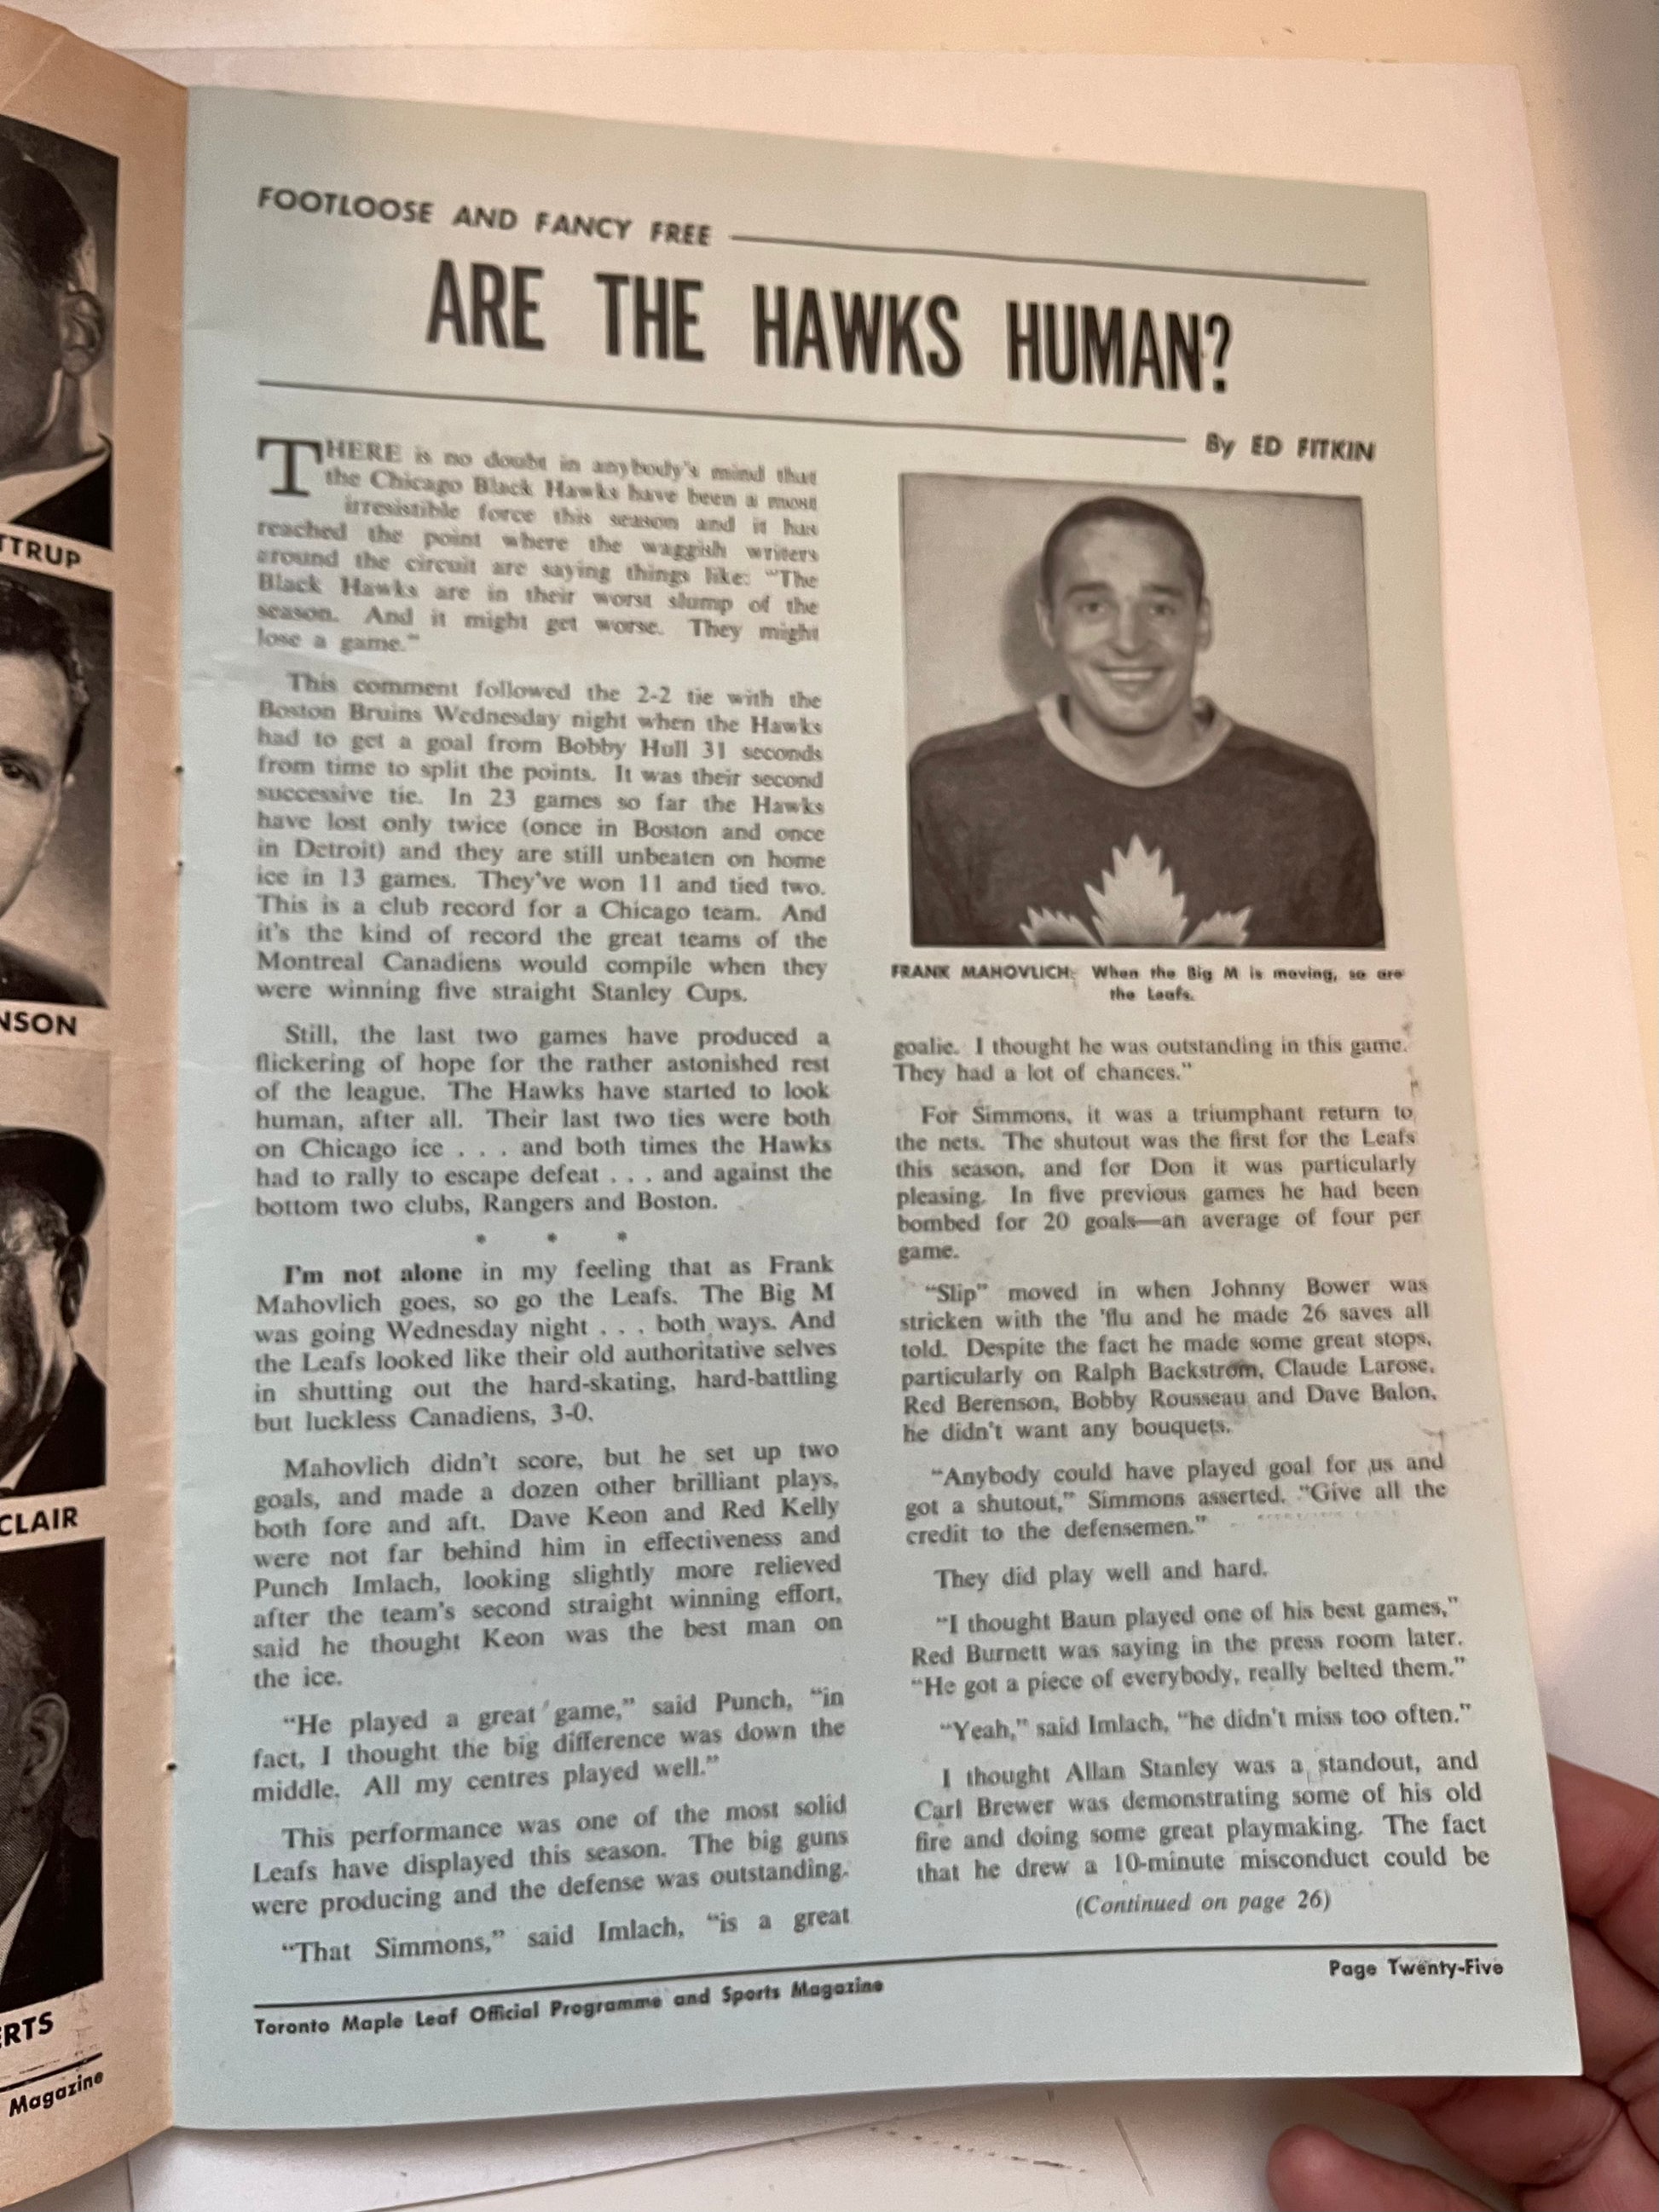 TTRUP
NSON
CLAIR
ERTS
Magazine
FOOTLOOSE AND FANCY FREE
ARE THE HAWKS HUMAN?
By ED FITKIN
THERE is no doubt in anybody's mind that
the Chicago Black Hawks have been a most
irresistible force this season and it has
reached the point where the waggish writers
around the circuit are saying things like: "The
Black Hawks are in their worst slump of the
season. And it might get worse. They might
lose a game."
This comment followed the 2-2 tie with the
Boston Bruins Wednesday night when the Hawks
had to get a goal from Bobby Hull 31 seconds
from time to split the points. It was their second
successive tie. In 23 games so far the Hawks
have lost only twice (once in Boston and once
in Detroit) and they are still unbeaten on home
ice in 13 games. They've won 11 and tied two.
This is a club record for a Chicago team. And
it's the kind of record the great teams of the
Montreal Canadiens would compile when they
were winning five straight Stanley Cups.
Still, the last two games have produced a
flickering of hope for the rather astonished rest
of the league. The Hawks have started to look
human, after all. Their last two ties were both
on Chicago ice . . . and both times the Hawks
had to rally to escape defeat . . . and against the
bottom two clubs, Rangers and Boston.
* * *
I'm not alone in my feeling that as Frank
Mahovlich goes, so go the Leafs. The Big M
was going Wednesday night . . . both ways. And
the Leafs looked like their old authoritative selves
in shutting out the hard-skating, hard-battling
but luckless Canadiens, 3-0.
Mahovlich didn't score, but he set up two
goals, and made a dozen other brilliant plays,
both fore and aft. Dave Keon and Red Kelly
were not far behind him in effectiveness and
Punch Imlach, looking slightly more relieved
after the team's second straight winning effort,
said he thought Keon was the best man on
the ice.
"He played a great game," said Punch, "in
fact, I thought the big difference was down the
middle. All my centres played well."
This performance was one of the most solid
Leafs have displayed this season. The big guns
were producing and the defense was outstanding.
"That Simmons," said Imlach, "is a great
FRANK MAHOVLICH: When the Big M is moving, so are
the Leafs.
goalie. I thought he was outstanding in this game.
They had a lot of chances."
For Simmons, it was a triumphant return to
the nets. The shutout was the first for the Leafs
this season, and for Don it was particularly
pleasing. In five previous games he had been
bombed for 20 goals—an average of four per
game.
"Slip" moved in when Johnny Bower was
stricken with the 'flu and he made 26 saves all
told. Despite the fact he made some great stops,
particularly on Ralph Backstrom, Claude Larose,
Red Berenson, Bobby Rousseau and Dave Balon,
he didn't want any bouquets.
"Anybody could have played goal for us and
got a shutout," Simmons asserted. "Give all the
credit to the defensemen."
They did play well and hard.
"I thought Baun played one of his best games,"
Red Burnett was saying in the press room later.
"He got a piece of everybody, really belted them."
"Yeah," said Imlach, "he didn't miss too often."
I thought Allan Stanley was a standout, and
Carl Brewer was demonstrating some of his old
fire and doing some great playmaking. The fact
that he drew a 10-minute misconduct could be
(Continued on page 26)
Toronto Maple Leaf Official Programme and Sports Magazine
Page Twenty-Five